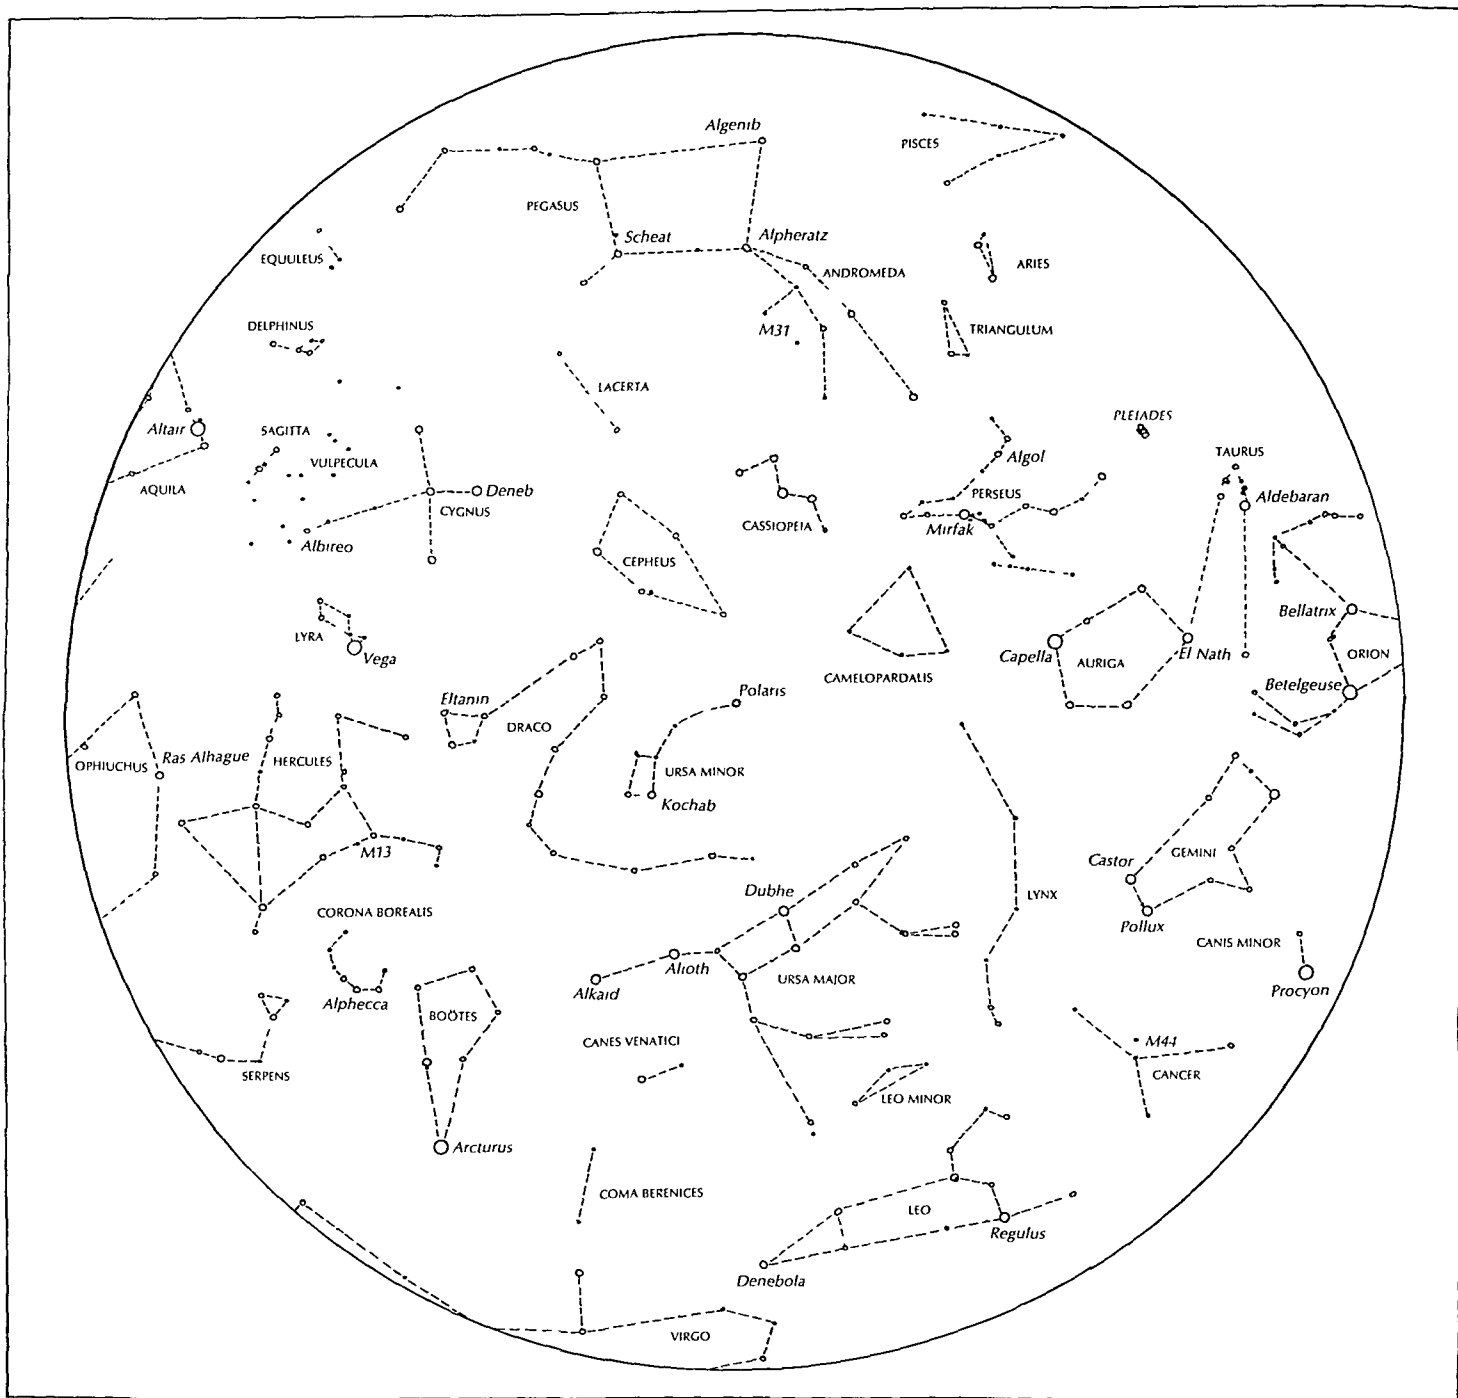 Algenib
PISCES
PEGASUS
Scheat
Alpheratz
EQUULEUS
ANDROMEDA
ARIES
DELPHINUS
M31
TRIANGULUM
LACERTA
PLEIADES
Altair
SAGITTA
Algol
TAURUS
VULPECULA
AQUILA
Deneb
CYGNUS
PERSEUS
Aldebaran
CASSIOPEIA
Mirfak
Albireo
CEPHEUS
Bellatrix
LYRA
Vega
Capella
AURIGA
El Nath
ORION
CAMELOPARDALIS
Eltanin
Polaris
Betelgeuse
DRACO
OPHIUCHUS
Ras Alhague
HERCULES
URSA MINOR
Kochab
M13
Castor
GEMINI
Dubhe
LYNX
CORONA BOREALIS
Pollux
CANIS MINOR
Alioth
Alkaid
URSA MAJOR
Procyon
Alphecca
BOÖTES
CANES VENATICI
M44
SERPENS
CANCER
LEO MINOR
Arcturus
COMA BERENICES
LEO
Regulus
Denebola
VIRGO